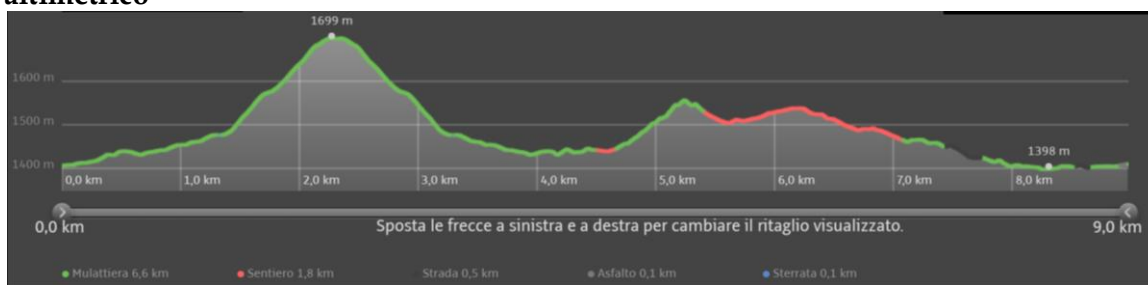 altimetrico
1699 m
1600 m
1500 m
1400 m
1398 m
0,0 km 1,0 km 2,0 km 3,0 km 4,0 km 5,0 km 6,0 km 7,0 km 8,0 km
0,0 km Sposta le frecce a sinistra e a destra per cambiare il ritaglio visualizzato. 9,0 km
Mulattiera 6,6 km Sentiero 1,8 km Strada 0,5 km Asfalto 0,1 km Sterrata 0,1 km